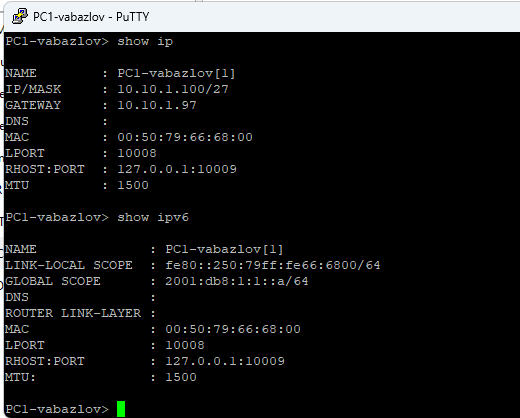 PC1-vabazlov - PuTTY
PC1-vabazlov> show ip
NAME : PC1-vabazlov[1]
IP/MASK : 10.10.1.100/27
GATEWAY : 10.10.1.97
DNS :
MAC : 00:50:79:66:68:00
LPORT : 10008
RHOST:PORT : 127.0.0.1:10009
MTU : 1500
PC1-vabazlov> show ipv6
NAME : PC1-vabazlov[1]
LINK-LOCAL SCOPE : fe80::250:79ff:fe66:6800/64
GLOBAL SCOPE : 2001:db8:1:1::a/64
DNS :
ROUTER LINK-LAYER :
MAC : 00:50:79:66:68:00
LPORT : 10008
RHOST:PORT : 127.0.0.1:10009
MTU: : 1500
PC1-vabazlov>